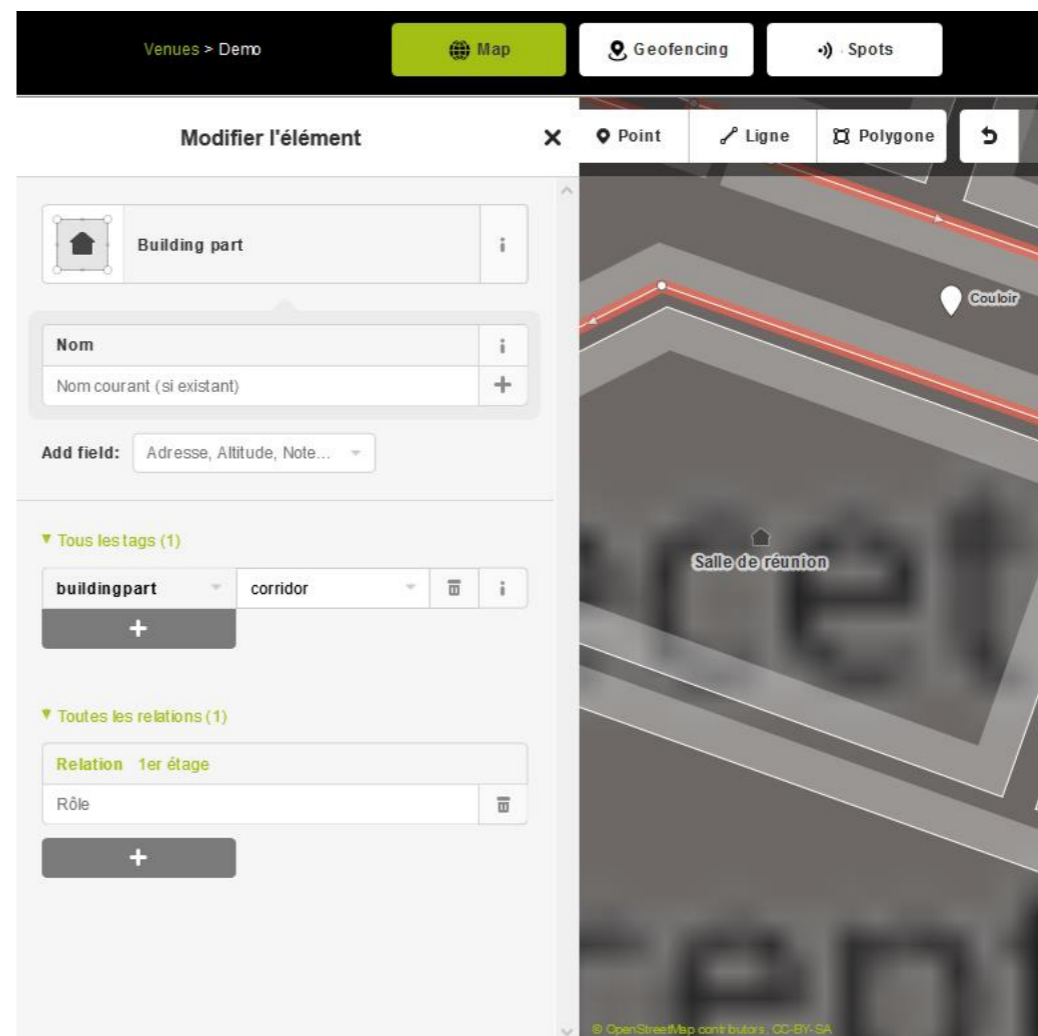 Venues > Demo
Map
Geofencing
Spots
Modifier l'élément
Point
Ligne
Polygone
Building part
Nom
Nom courant (si existant)
Add field:
Adresse, Altitude, Note...
Tous les tags (1)
buildingpart
corridor
Toutes les relations (1)
Relation 1er étage
Rôle
Couloir
Salle de réunion
© OpenStreetMap contributors, CC-BY-SA